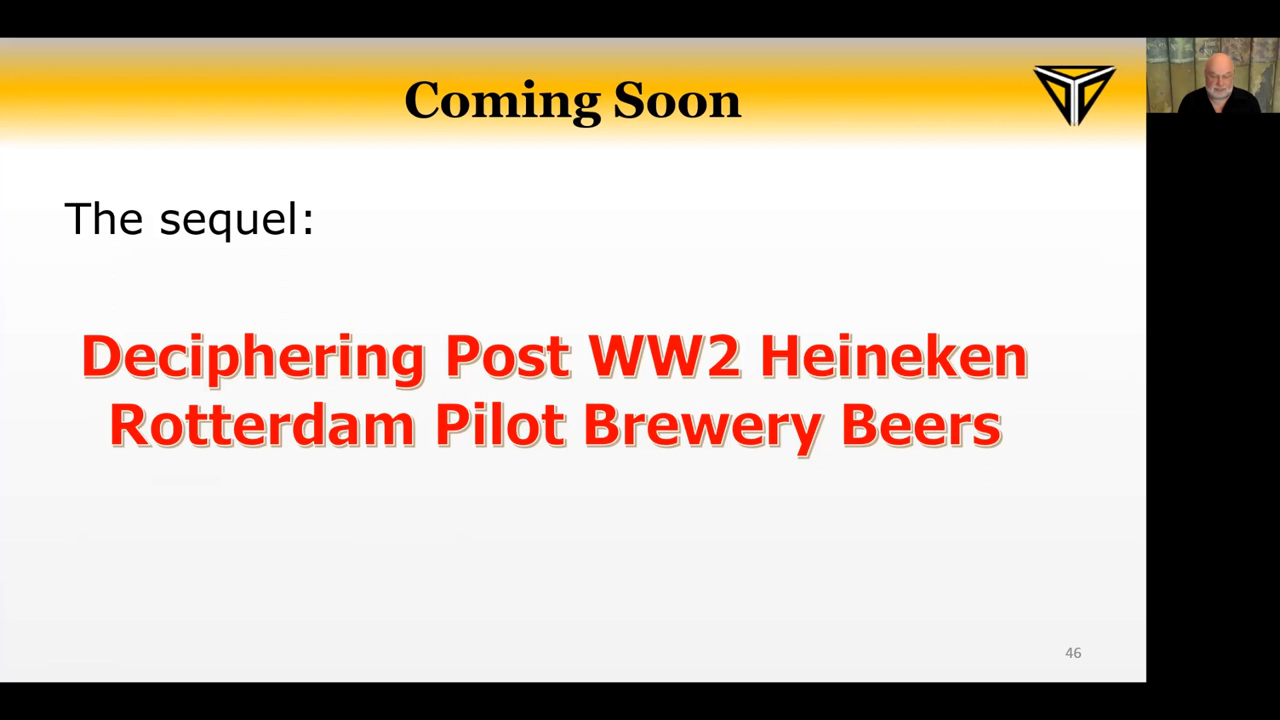 Coming Soon
The sequel:
Deciphering Post WW2 Heineken
Rotterdam Pilot Brewery Beers
46